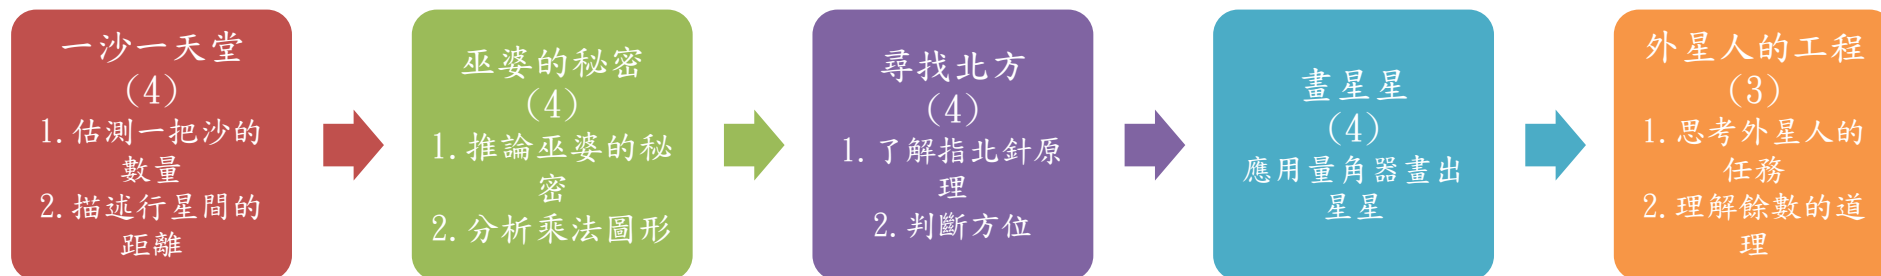 一沙一天堂
(4)
1.估測一把沙的
數量
2.描述行星間的
距離
巫婆的秘密
(4)
1.推論巫婆的秘
密
2.分析乘法圖形
尋找北方
(4)
1.了解指北針原
理
2.判斷方位
畫星星
(4)
應用量角器畫出
星星
外星人的工程
(3)
1.思考外星人的
任務
2.理解餘數的道
理